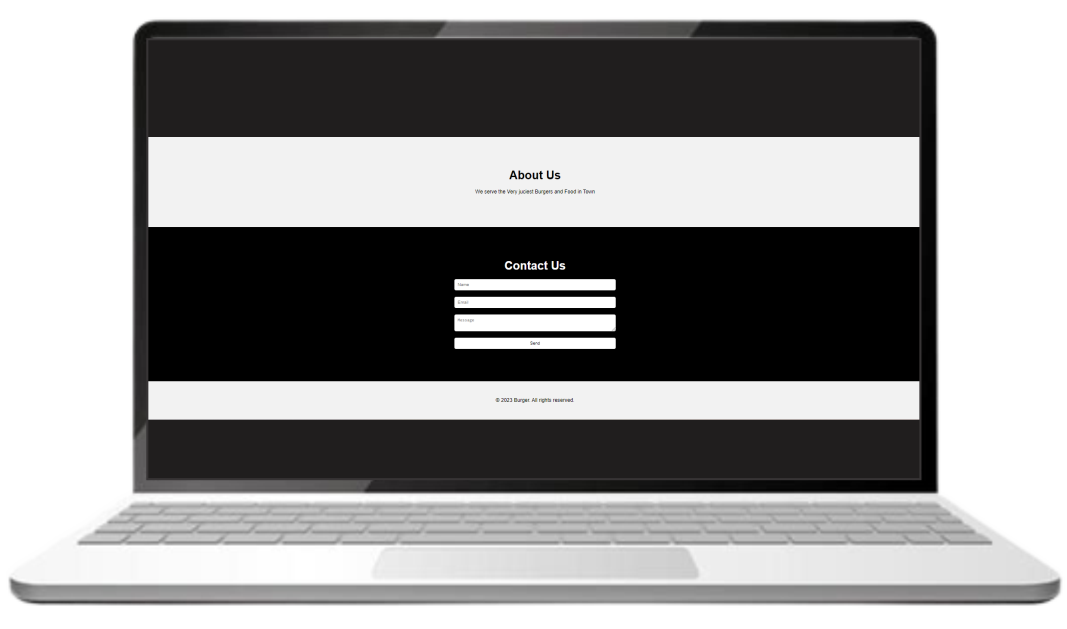 About Us
We serve the Very juciest Burgers and Food in Town
Contact Us
Name
Email
Message
Send
© 2023 Burger. All rights reserved.